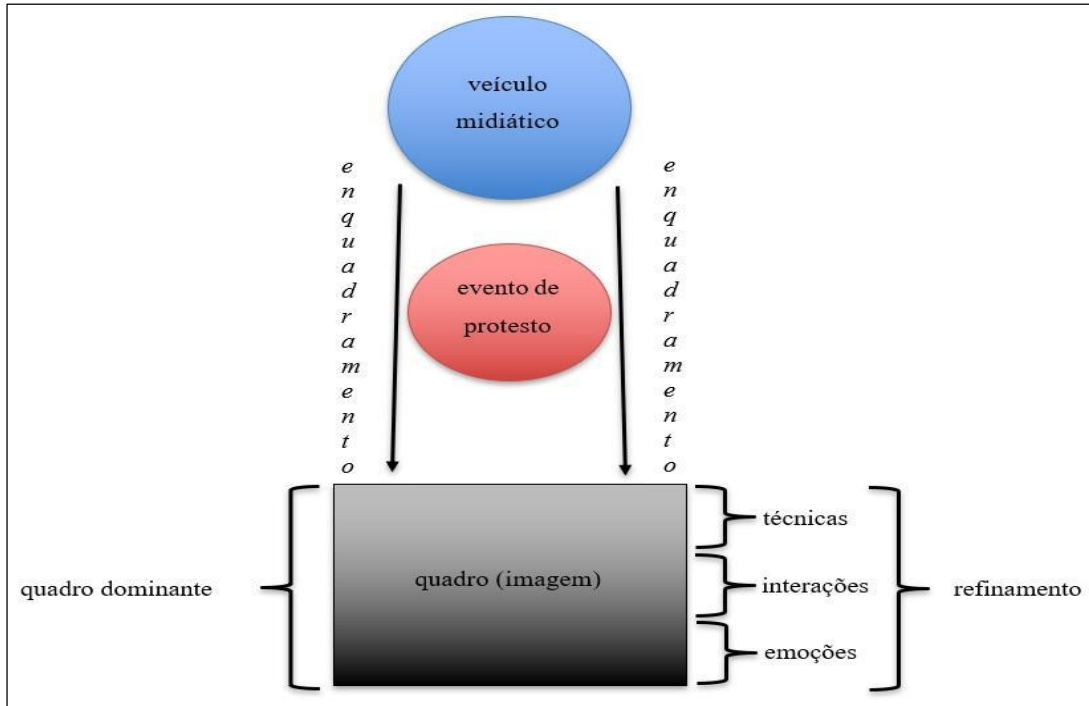 veículo
midiático
enquadramento
enquadramento
evento de
protesto
quadro dominante
quadro (imagem)
técnicas
interações
emoções
refinamento